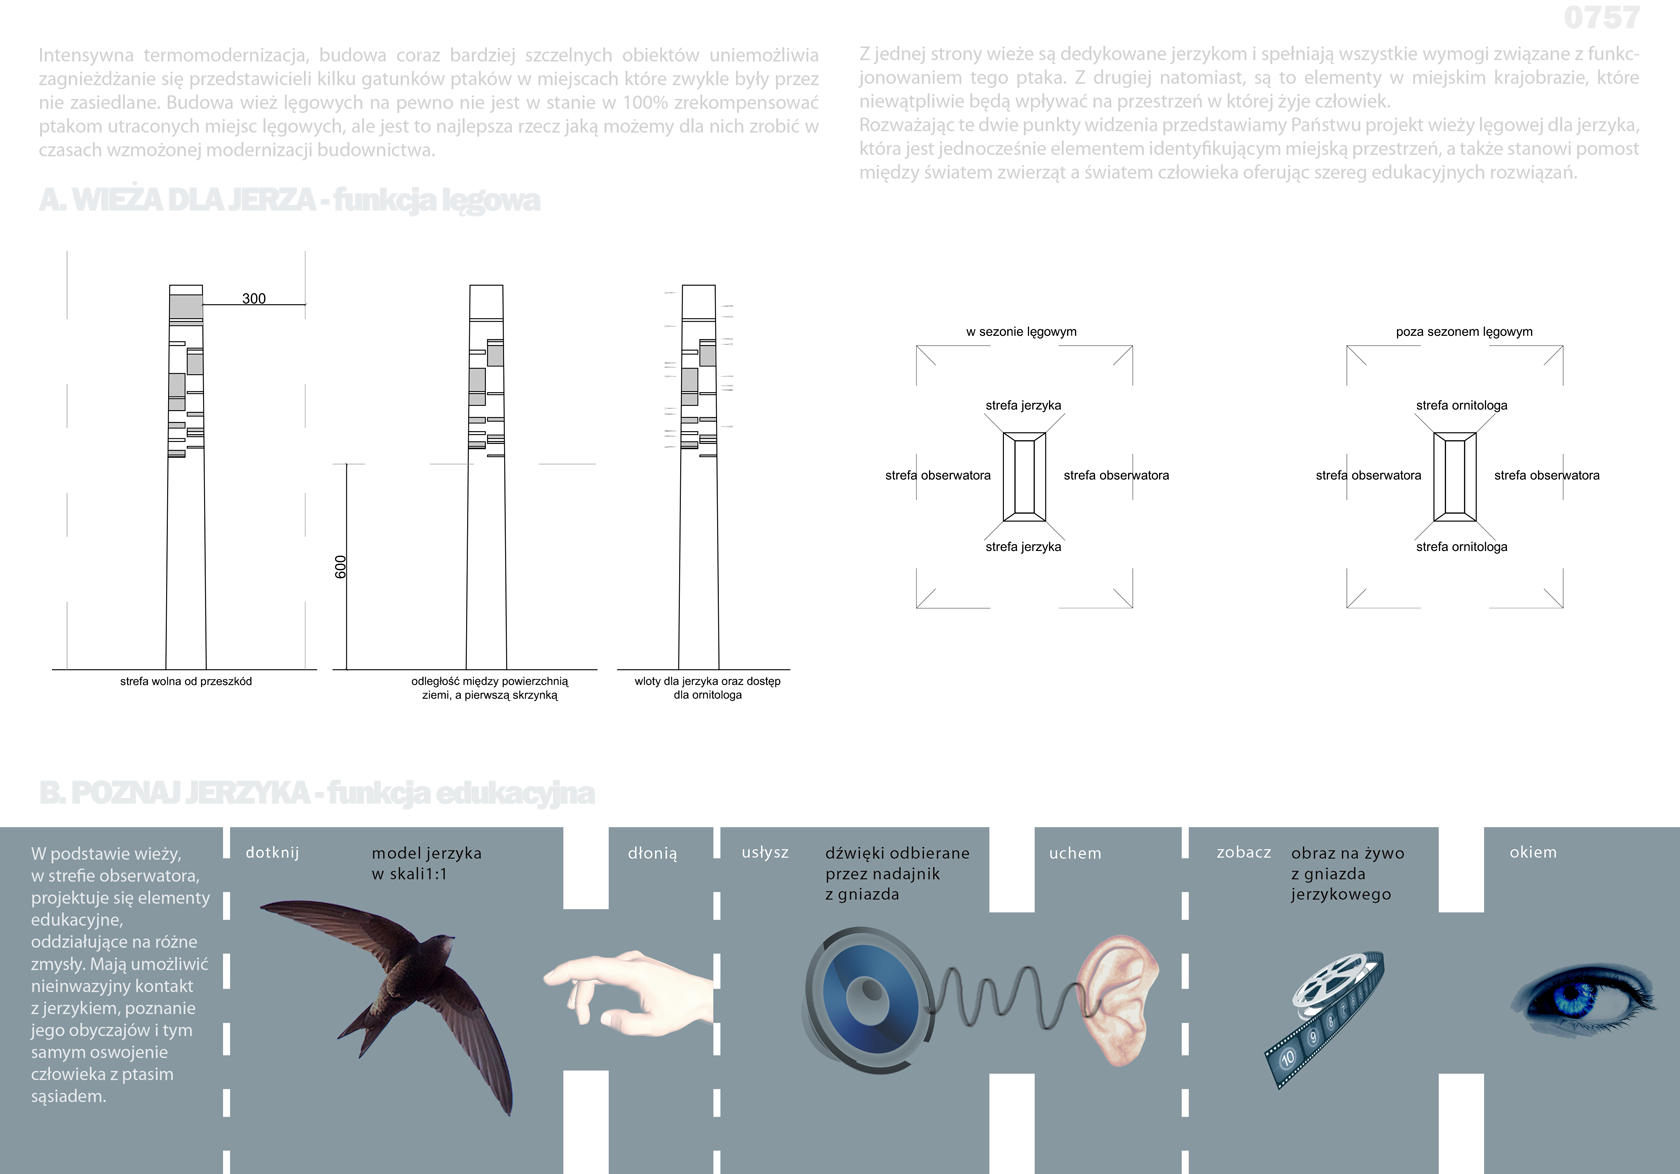 0757
Intensywna termomodernizacja, budowa coraz bardziej szczelnych obiektów uniemożliwia
zagnieżdżanie się przedstawicieli kilku gatunków ptaków w miejscach które zwykle były przez
nie zasiedlane. Budowa wież lęgowych na pewno nie jest w stanie w 100% zrekompensować
ptakom utraconych miejsc lęgowych, ale jest to najlepsza rzecz jaką możemy dla nich zrobić w
czasach wzmożonej modernizacji budownictwa.
Z jednej strony wieże są dedykowane jerzykom i spełniają wszystkie wymogi związane z funkc-
jonowaniem tego ptaka. Z drugiej natomiast, są to elementy w miejskim krajobrazie, które
niewątpliwie będą wpływać na przestrzeń w której żyje człowiek.
Rozważając te dwie punkty widzenia przedstawiamy Państwu projekt wieży lęgowej dla jerzyka,
która jest jednocześnie elementem identyfikującym miejską przestrzeń, a także stanowi pomost
między światem zwierząt a światem człowieka oferując szereg edukacyjnych rozwiązań.
A. WIEŻA DLA JERZA - funkcja lęgowa
300
600
strefa wolna od przeszkód
odległość między powierzchnią
ziemi, a pierwszą skrzynką
wloty dla jerzyka oraz dostęp
dla ornitologa
w sezonie lęgowym
strefa jerzyka
strefa obserwatora
strefa obserwatora
strefa jerzyka
poza sezonem lęgowym
strefa ornitologa
strefa obserwatora
strefa obserwatora
strefa ornitologa
B. POZNAJ JERZYKA - funkcja edukacyjna
W podstawie wieży,
w strefie obserwatora,
projektuje się elementy
edukacyjne,
oddziałujące na różne
zmysły. Mają umożliwić
nieinwazyjny kontakt
z jerzykiem, poznanie
jego obyczajów i tym
samym oswojenie
człowieka z ptasim
sąsiadem.
dotknij
model jerzyka
w skali1:1
dłonią
usłysz
dźwięki odbierane
przez nadajnik
z gniazda
uchem
zobacz
obraz na żywo
z gniazda
jerzykowego
okiem
10
9
8